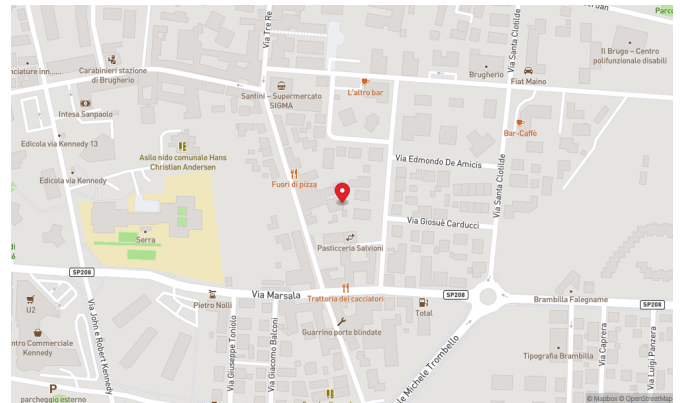 Via Tre Re
Via Santa Clotilde
Parco
Carabinieri stazione
di Brugherio
Brugherio
Il Brugo – Centro
polifunzionale disabili
Fiat Maino
Santini – Supermercato
SIGMA
L'altro bar
Intesa Sanpaolo
Bar-Caffè
Edicola via Kennedy 13
Asilo nido comunale Hans
Christian Andersen
Via Edmondo De Amicis
Edicola via Kennedy
Fuori di pizza
Via Santa Clotilde
Via Giosuè Carducci
Serra
Pasticceria Salvioni
SP208
Via Marsala
Trattoria dei cacciatori
SP208
Pietro Nolli
Total
Brambilla Falegname
SP208
U2
Guarrino porte blindate
Centro Commerciale
Kennedy
Via John e Robert Kennedy
Via Giuseppe Toniolo
Via Giacomo Balconi
le Michele Trombello
Tipografia Brambilla
Via Caprera
Via Luigi Panzera
P
parcheggio esterno
© Mapbox © OpenStreetMap